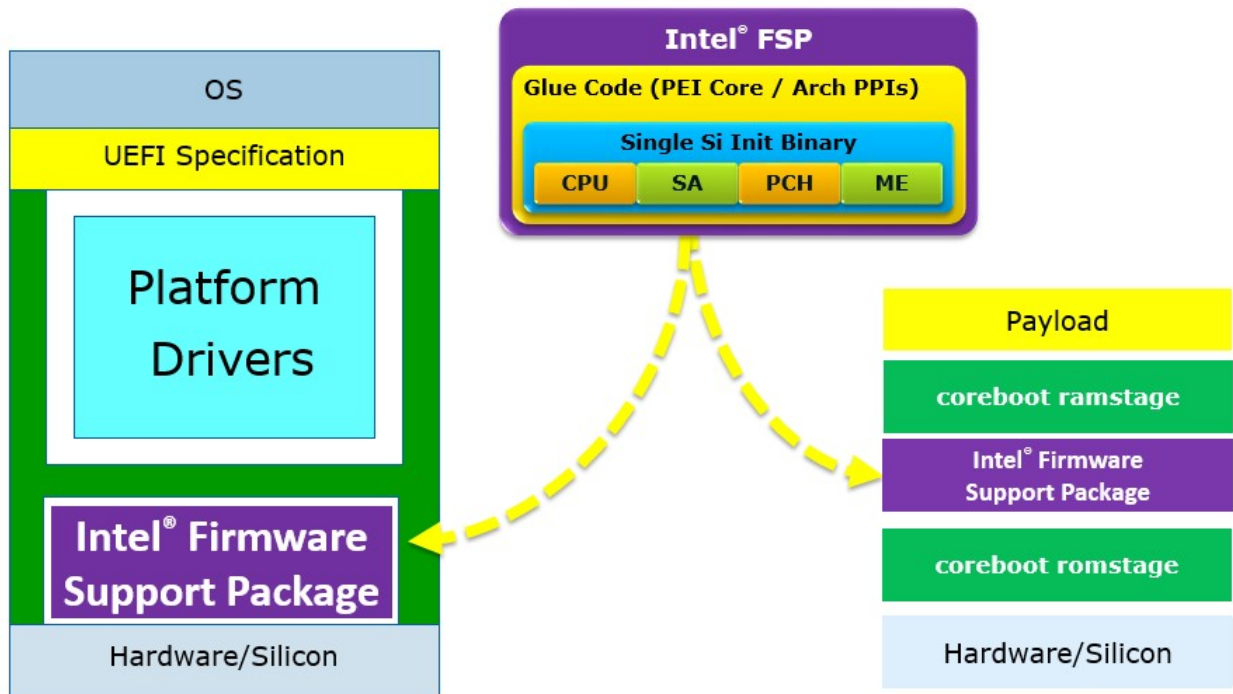 OS
UEFI Specification
Platform
Drivers
Intel® Firmware
Support Package
Hardware/Silicon
Intel® FSP
Glue Code (PEI Core / Arch PPIs)
Single Si Init Binary
CPU SA PCH ME
Payload
coreboot ramstage
Intel® Firmware
Support Package
coreboot romstage
Hardware/Silicon